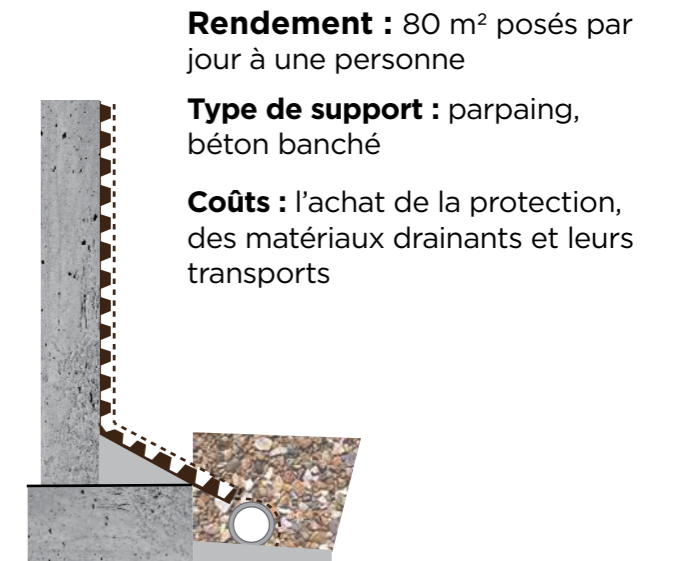 Rendement : 80 m² posés par
jour à une personne
Type de support : parpaing,
béton banché
Coûts : l’achat de la protection,
des matériaux drainants et leurs
transports